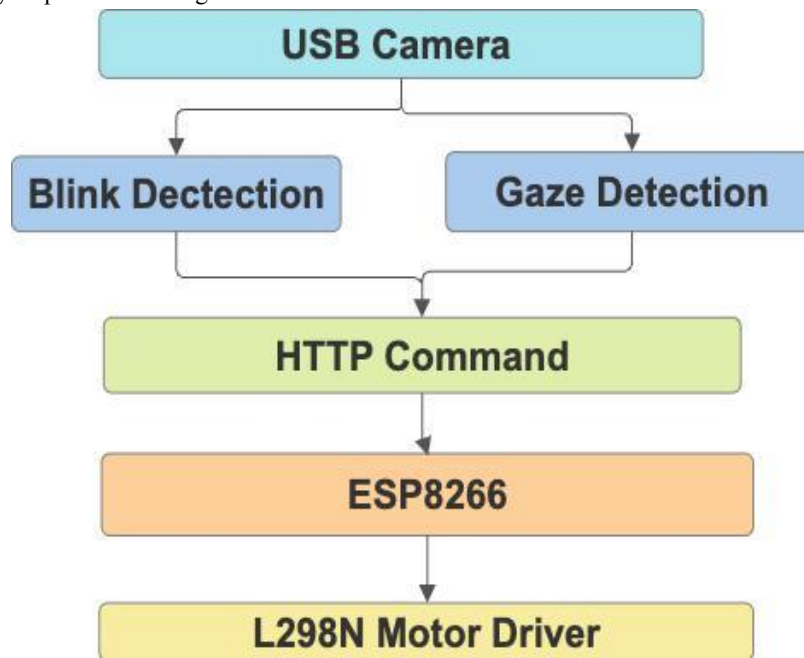 USB Camera
Blink Dectection
Gaze Detection
HTTP Command
ESP8266
L298N Motor Driver